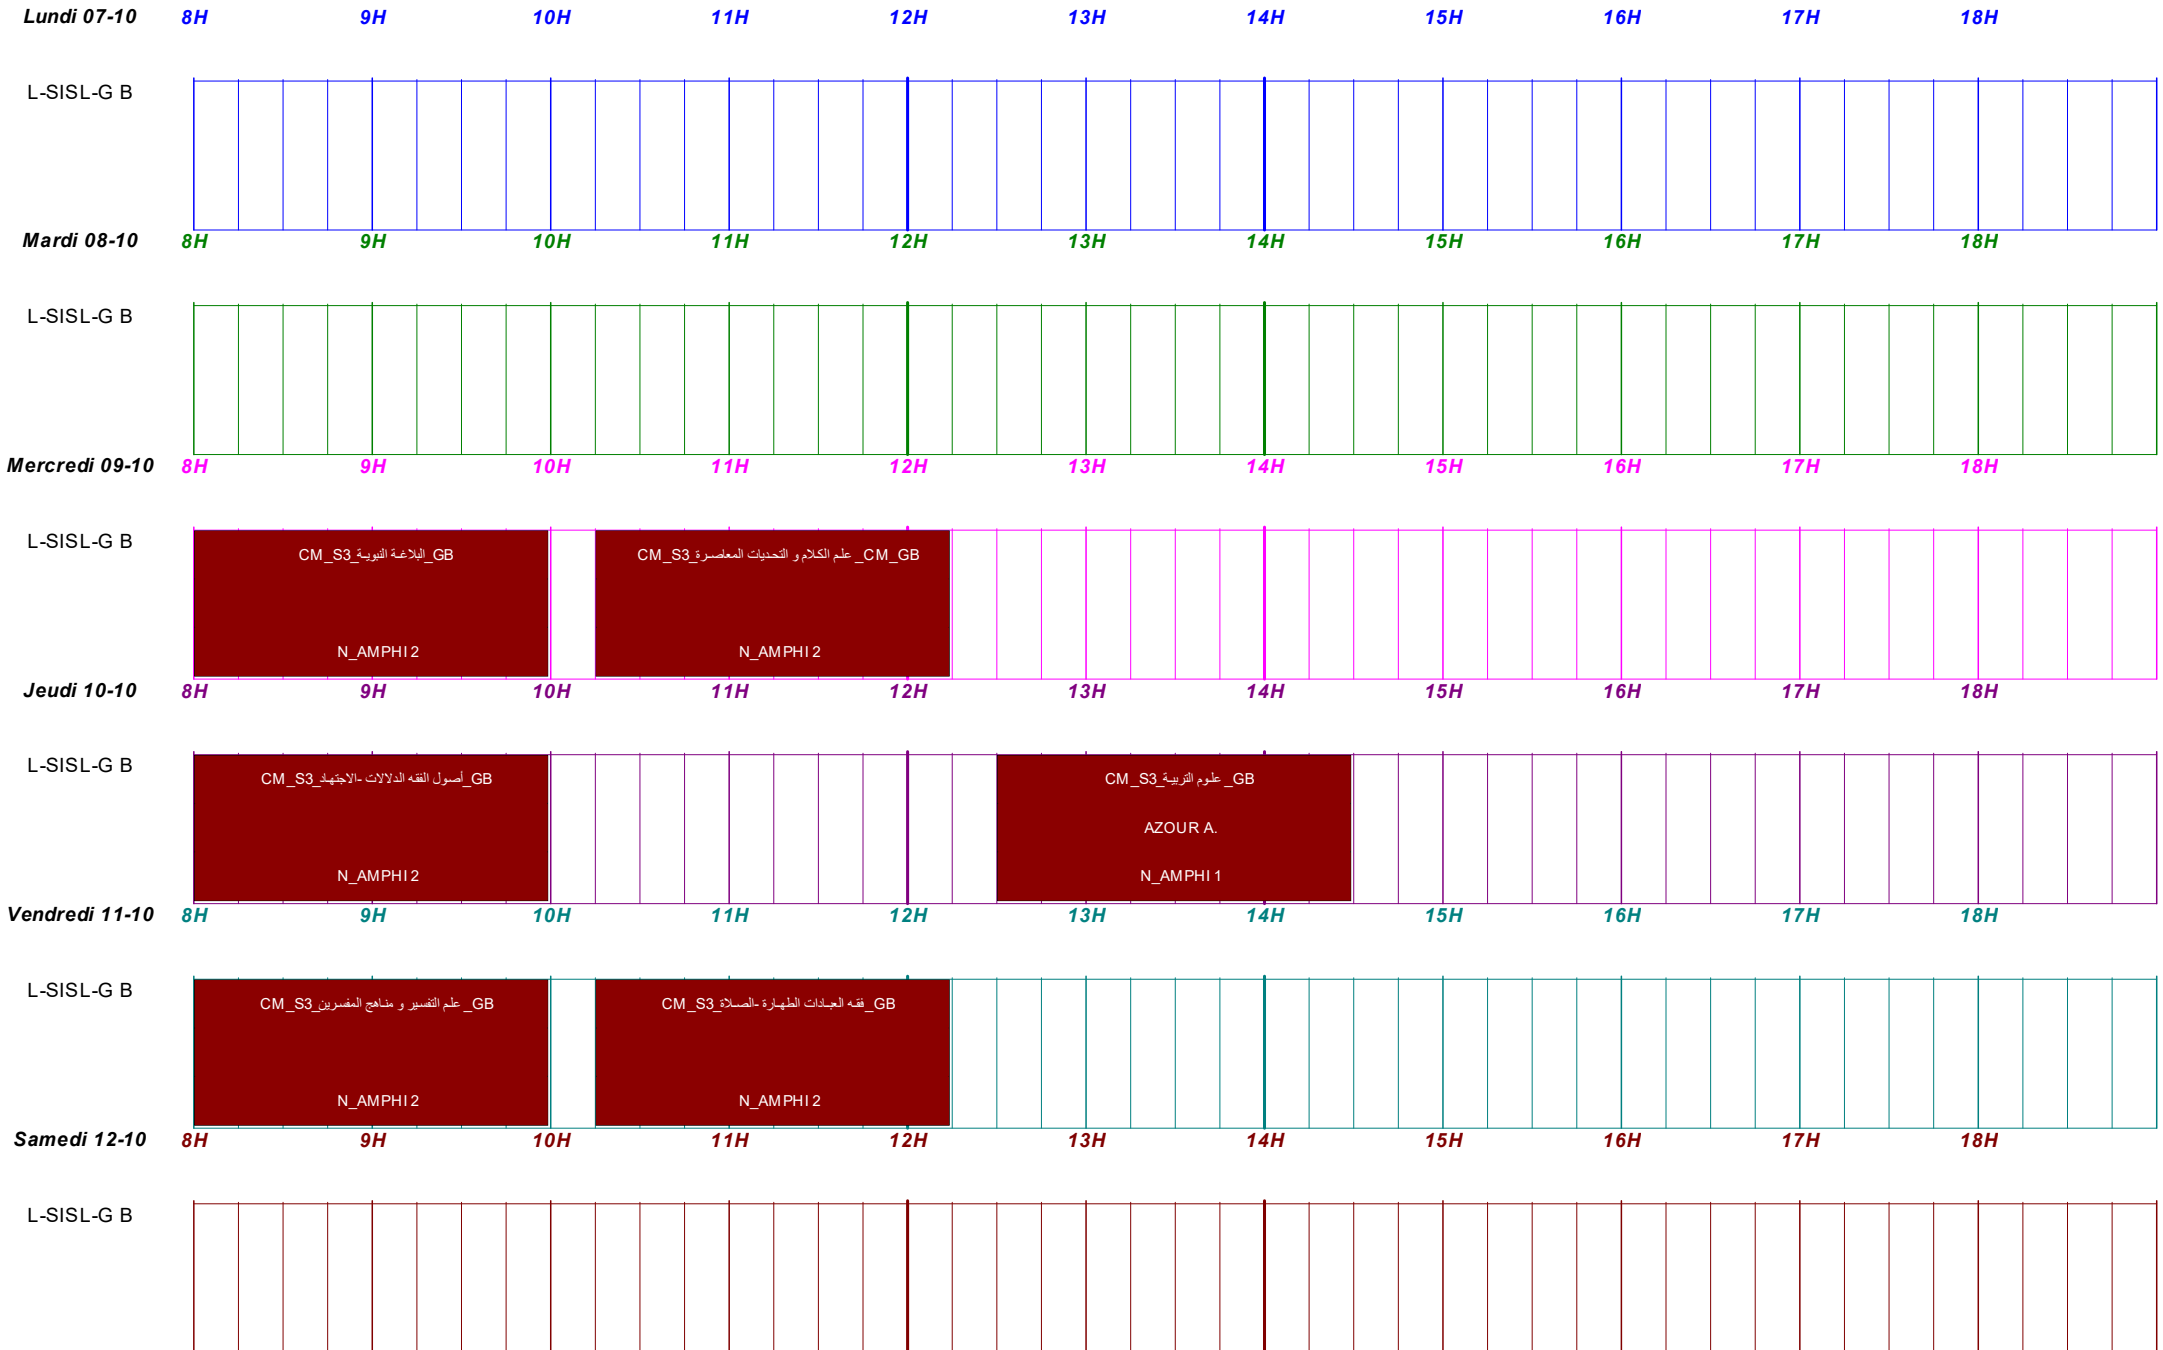 Lundi 07-10 8H 9H 10H 11H 12H 13H 14H 15H 16H 17H 18H
L-SISL-G B
Mardi 08-10 8H 9H 10H 11H 12H 13H 14H 15H 16H 17H 18H
L-SISL-G B
Mercredi 09-10 8H 9H 10H 11H 12H 13H 14H 15H 16H 17H 18H
L-SISL-G B
CM_S3_البلاغة النبوية_GB
N_AMPHI 2
CM_S3_علم الكلام و التحديات المعاصرة _CM_GB
N_AMPHI 2
Jeudi 10-10 8H 9H 10H 11H 12H 13H 14H 15H 16H 17H 18H
L-SISL-G B
CM_S3_أصول الفقه الدلالات -الاجتهاد_GB
N_AMPHI 2
CM_S3_علوم التربية _GB
AZOUR A.
N_AMPHI 1
Vendredi 11-10 8H 9H 10H 11H 12H 13H 14H 15H 16H 17H 18H
L-SISL-G B
CM_S3_علم التفسير و مناهج المفسرين _GB
N_AMPHI 2
CM_S3_فقه العبادات الطهارة -الصلاة_GB
N_AMPHI 2
Samedi 12-10 8H 9H 10H 11H 12H 13H 14H 15H 16H 17H 18H
L-SISL-G B